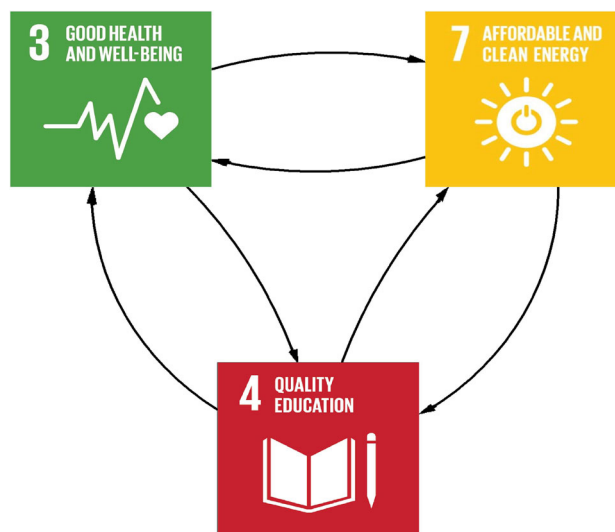 3 GOOD HEALTH
AND WELL-BEING
7 AFFORDABLE AND
CLEAN ENERGY
4 QUALITY
EDUCATION